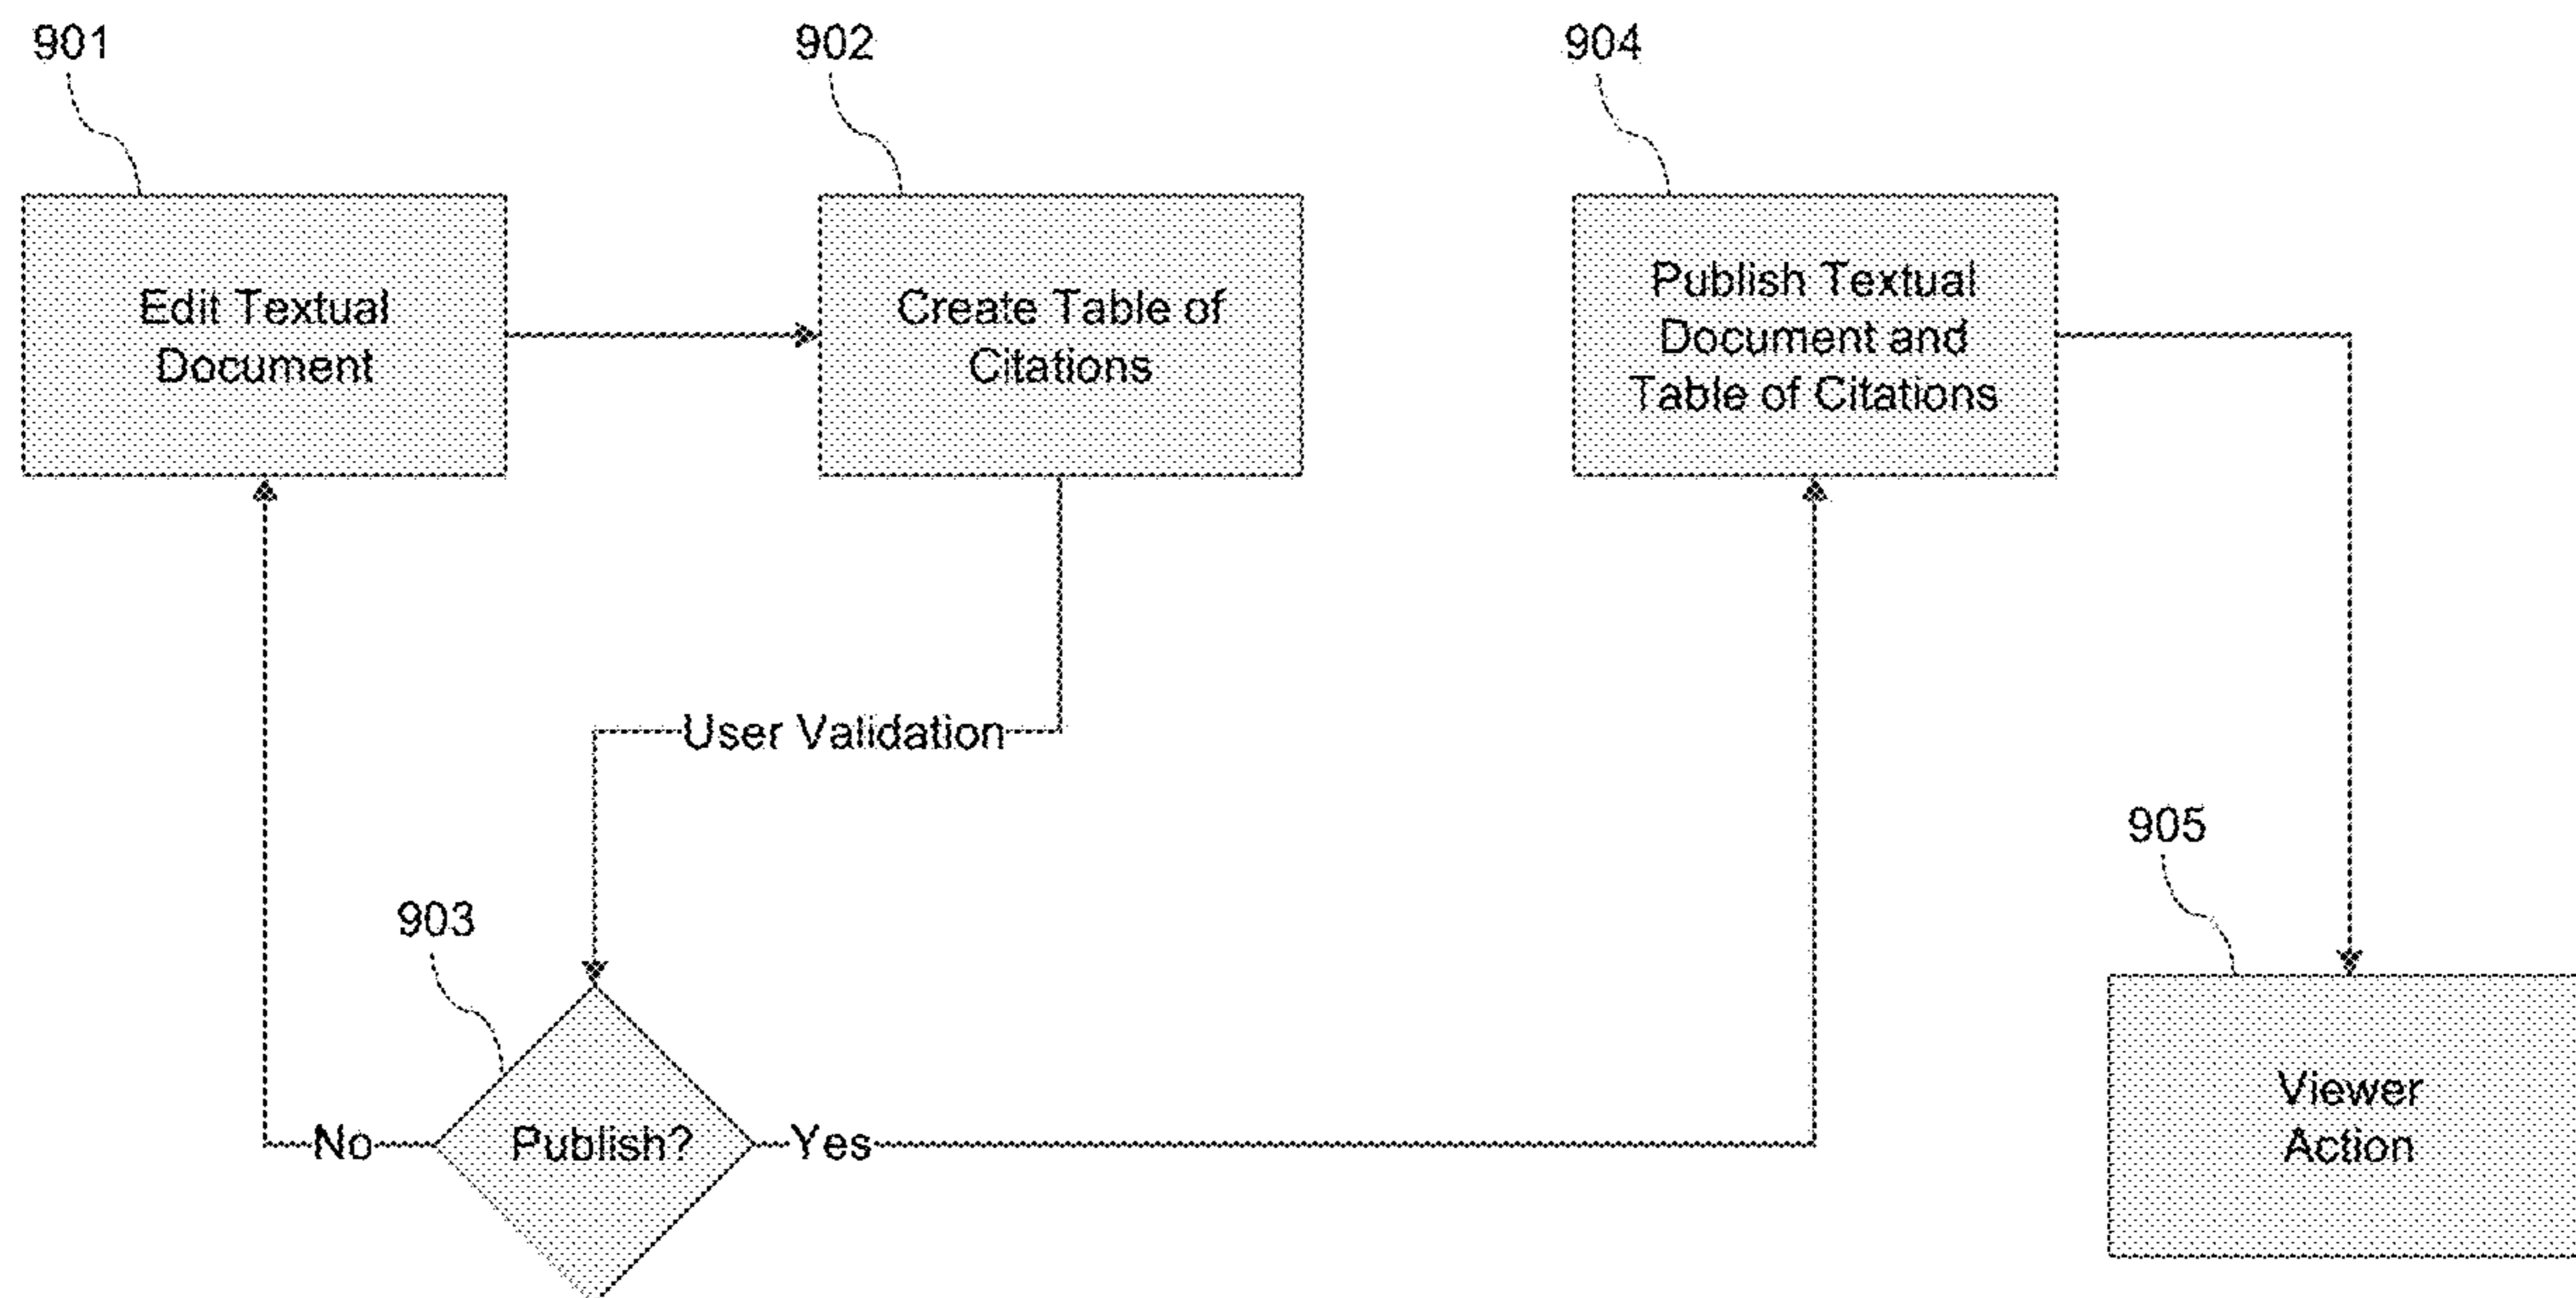 901
902
904
Edit Textual
Document
Create Table of
Citations
Publish Textual
Document and
Table of Citations
User Validation
905
903
Viewer
Action
No
Publish?
Yes